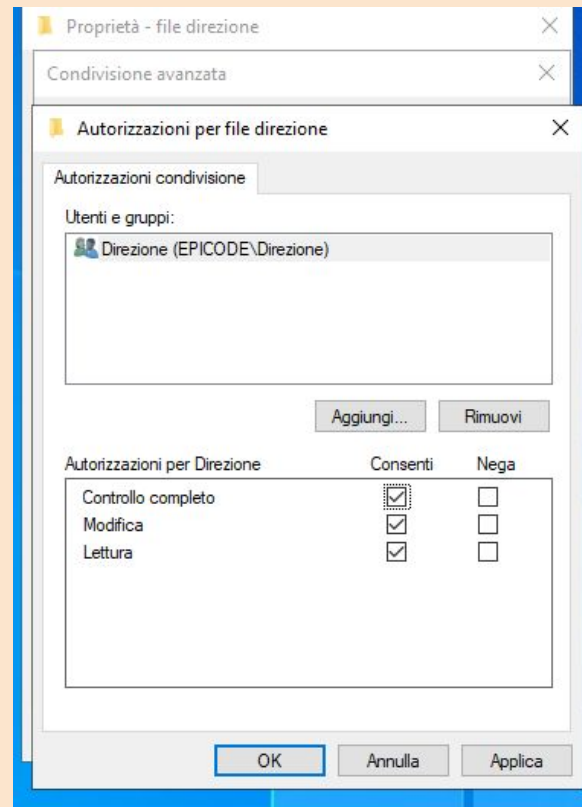 Proprietà - file direzione
Condivisione avanzata
Autorizzazioni per file direzione
Autorizzazioni condivisione
Utenti e gruppi:
Direzione (EPICODE\Direzione)
Aggiungi... Rimuovi
Autorizzazioni per Direzione Consenti Nega
Controllo completo
Modifica
Lettura
OK Annulla Applica